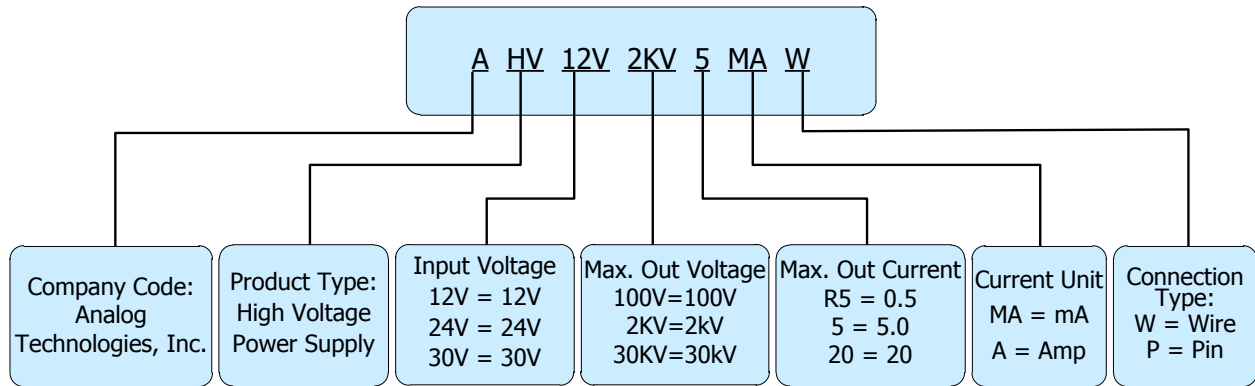 A HV 12V 2KV 5 MA W
Company Code:
Analog
Technologies, Inc.
Product Type:
High Voltage
Power Supply
Input Voltage
12V = 12V
24V = 24V
30V = 30V
Max. Out Voltage
100V=100V
2KV=2kV
30KV=30kV
Max. Out Current
R5 = 0.5
5 = 5.0
20 = 20
Current Unit
MA = mA
A = Amp
Connection
Type:
W = Wire
P = Pin